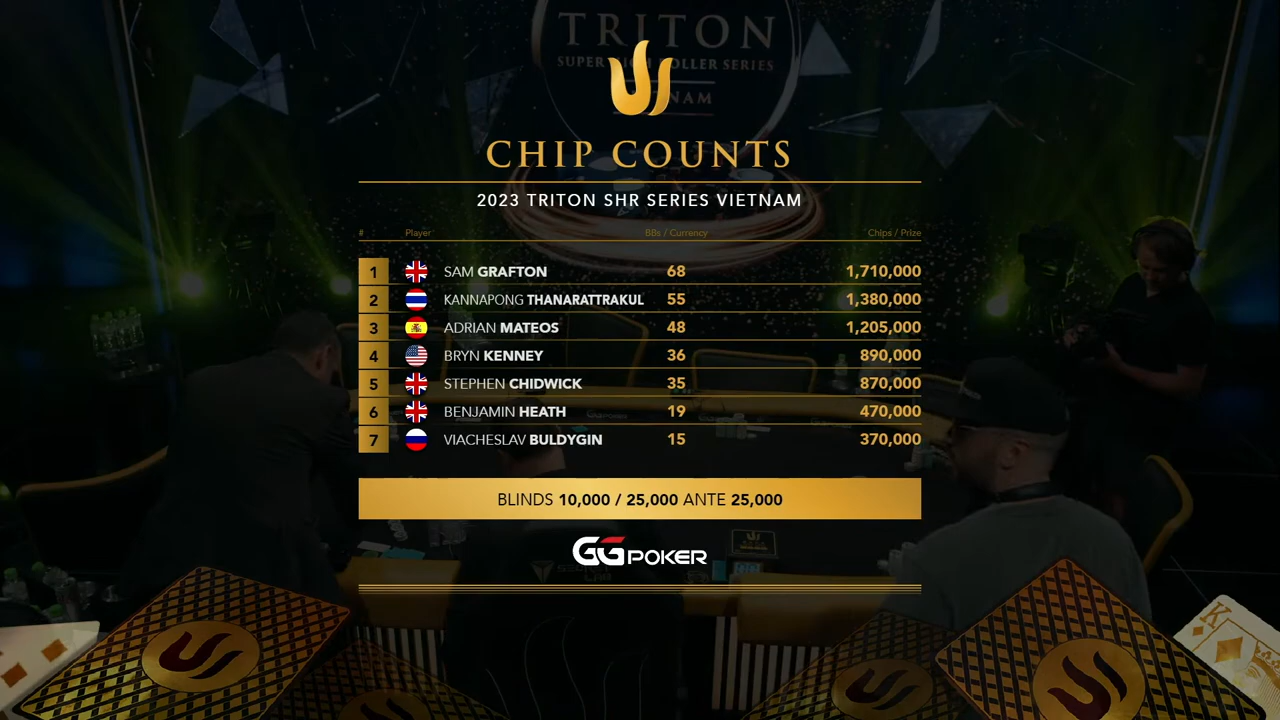 TRITON
SUPER HIGH ROLLER SERIES
NAM
CHIP COUNTS
2023 TRITON SHR SERIES VIETNAM
# Player BBs / Currency Chips / Prize
1 SAM GRAFTON 68 1,710,000
2 KANNAPONG THANARATTRAKUL 55 1,380,000
3 ADRIAN MATEOS 48 1,205,000
4 BRYN KENNEY 36 890,000
5 STEPHEN CHIDWICK 35 870,000
6 BENJAMIN HEATH 19 470,000
7 VIACHESLAV BULDYGIN 15 370,000
BLINDS 10,000 / 25,000 ANTE 25,000
GGPOKER
K